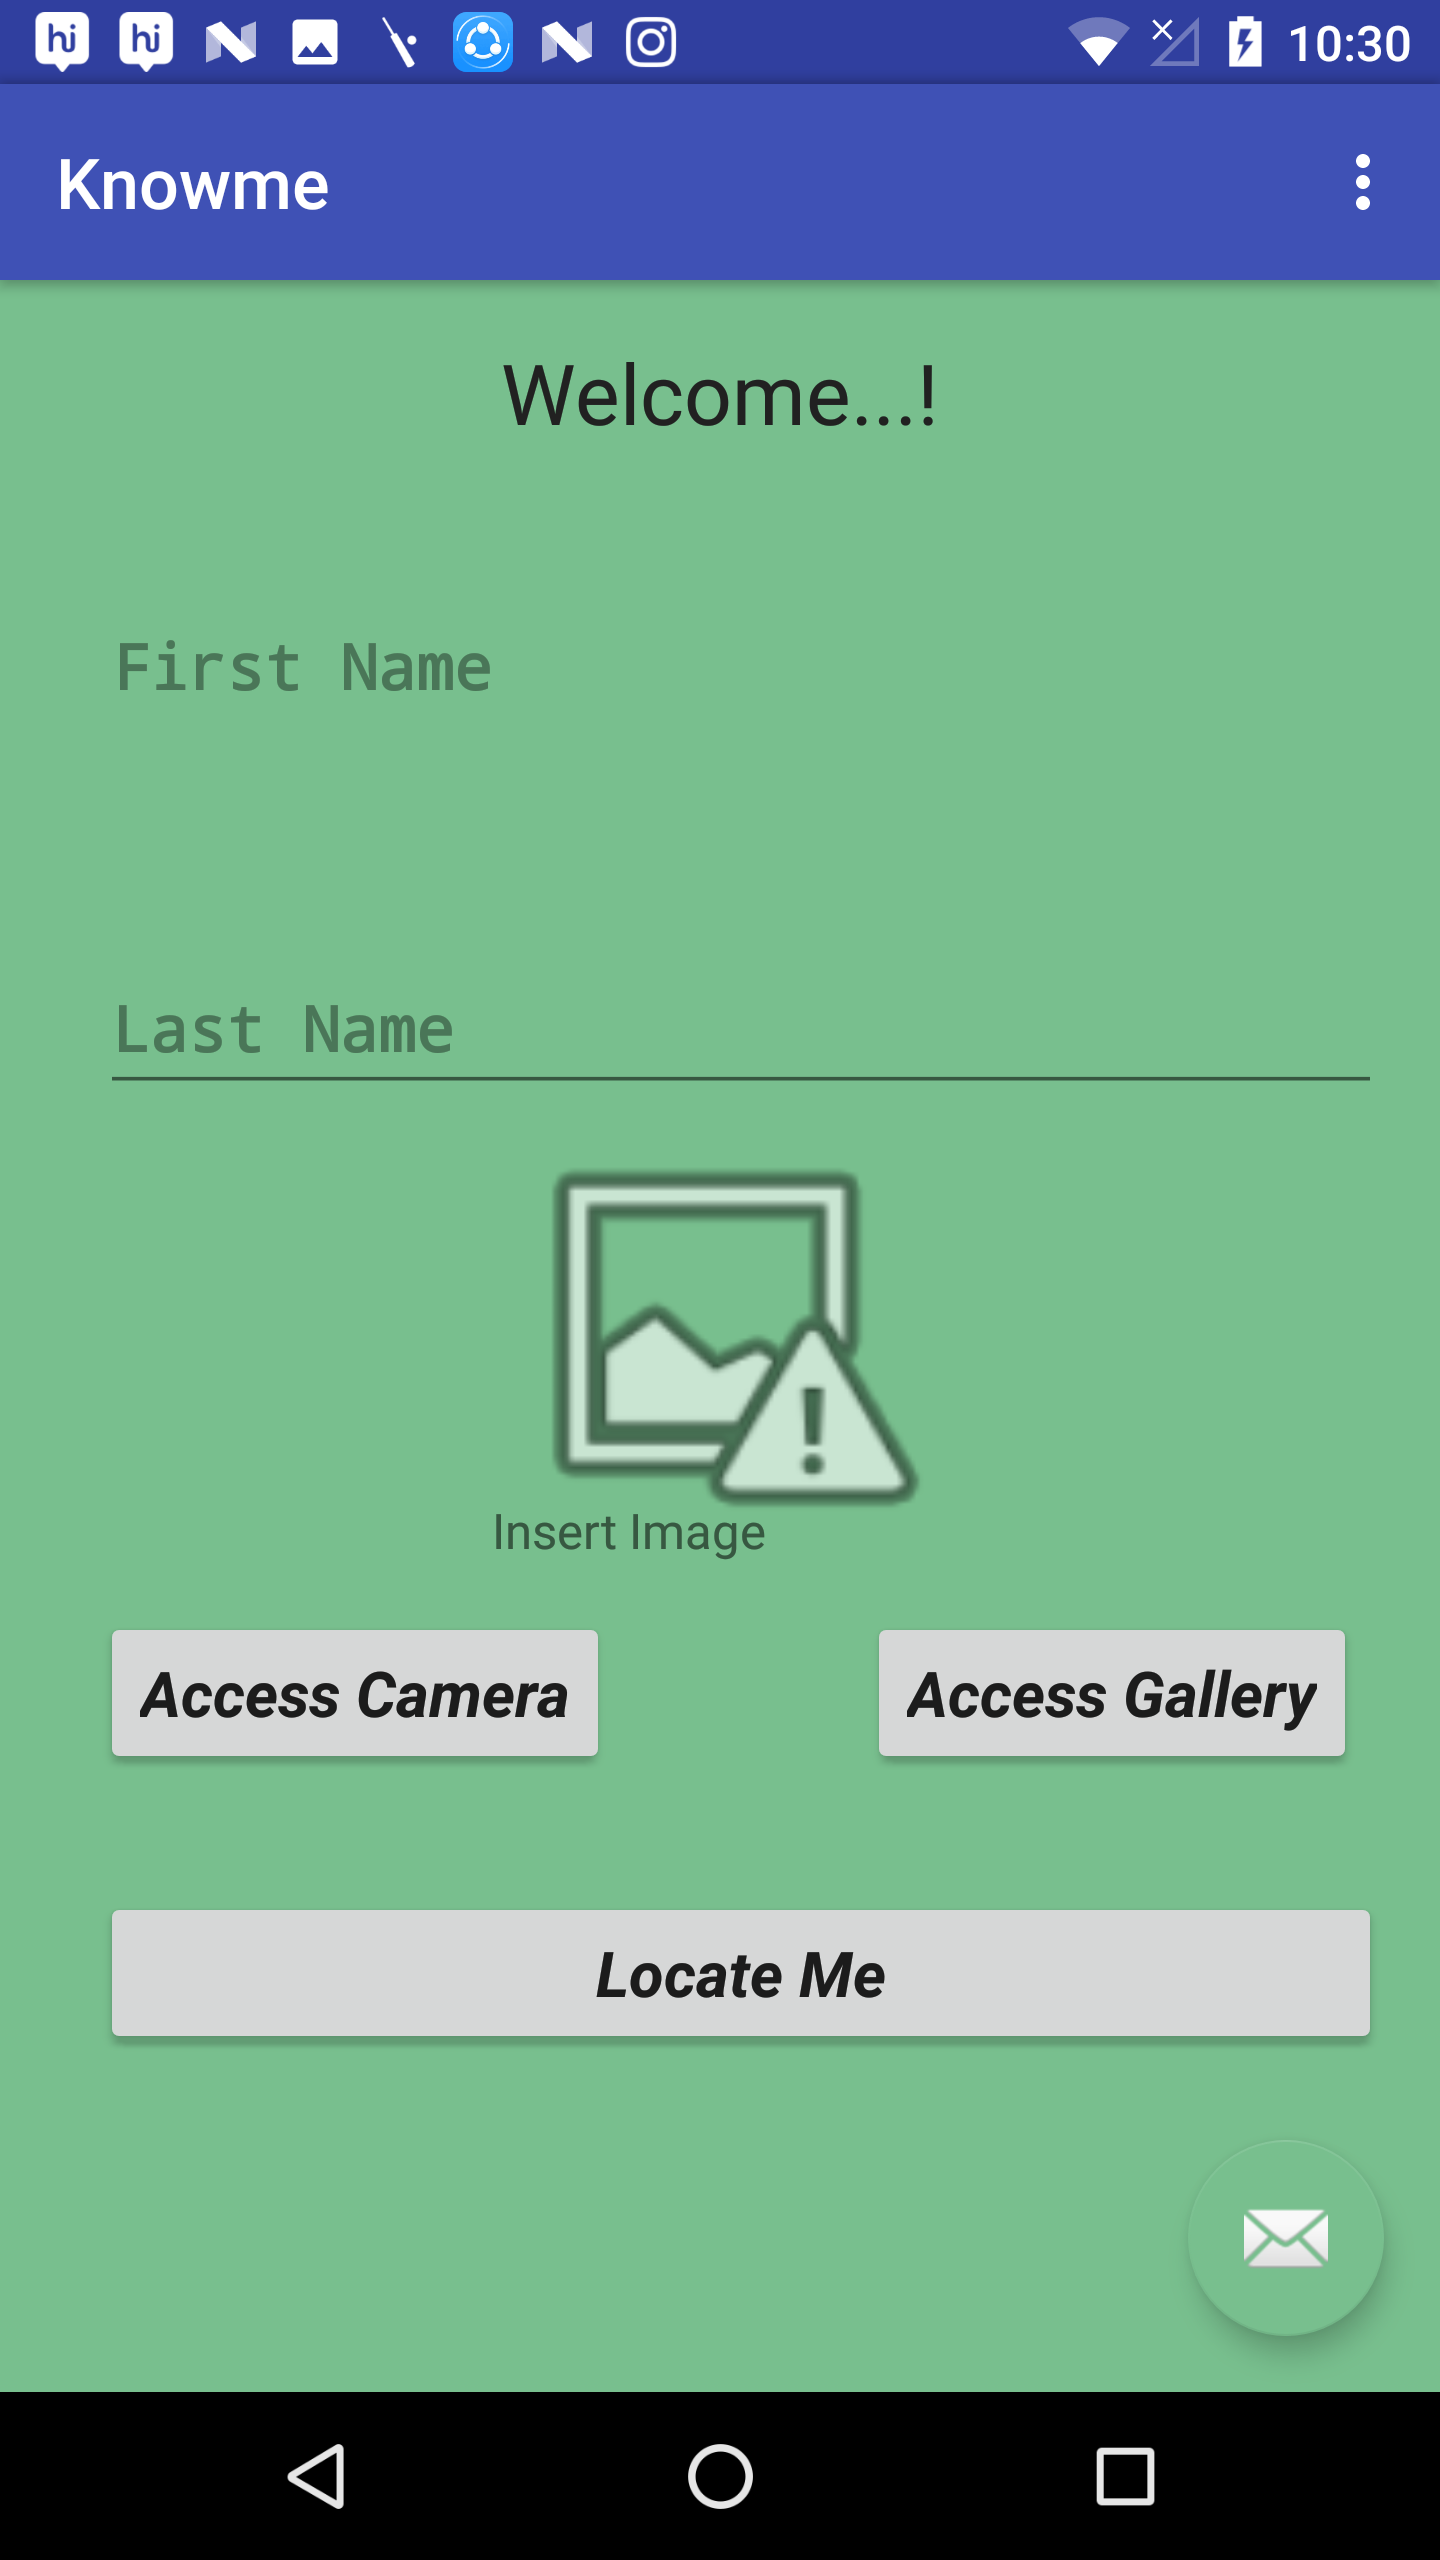 hi hi 10:30
Knowme
Welcome...!
First Name
Last Name
Insert Image
Access Camera Access Gallery
Locate Me